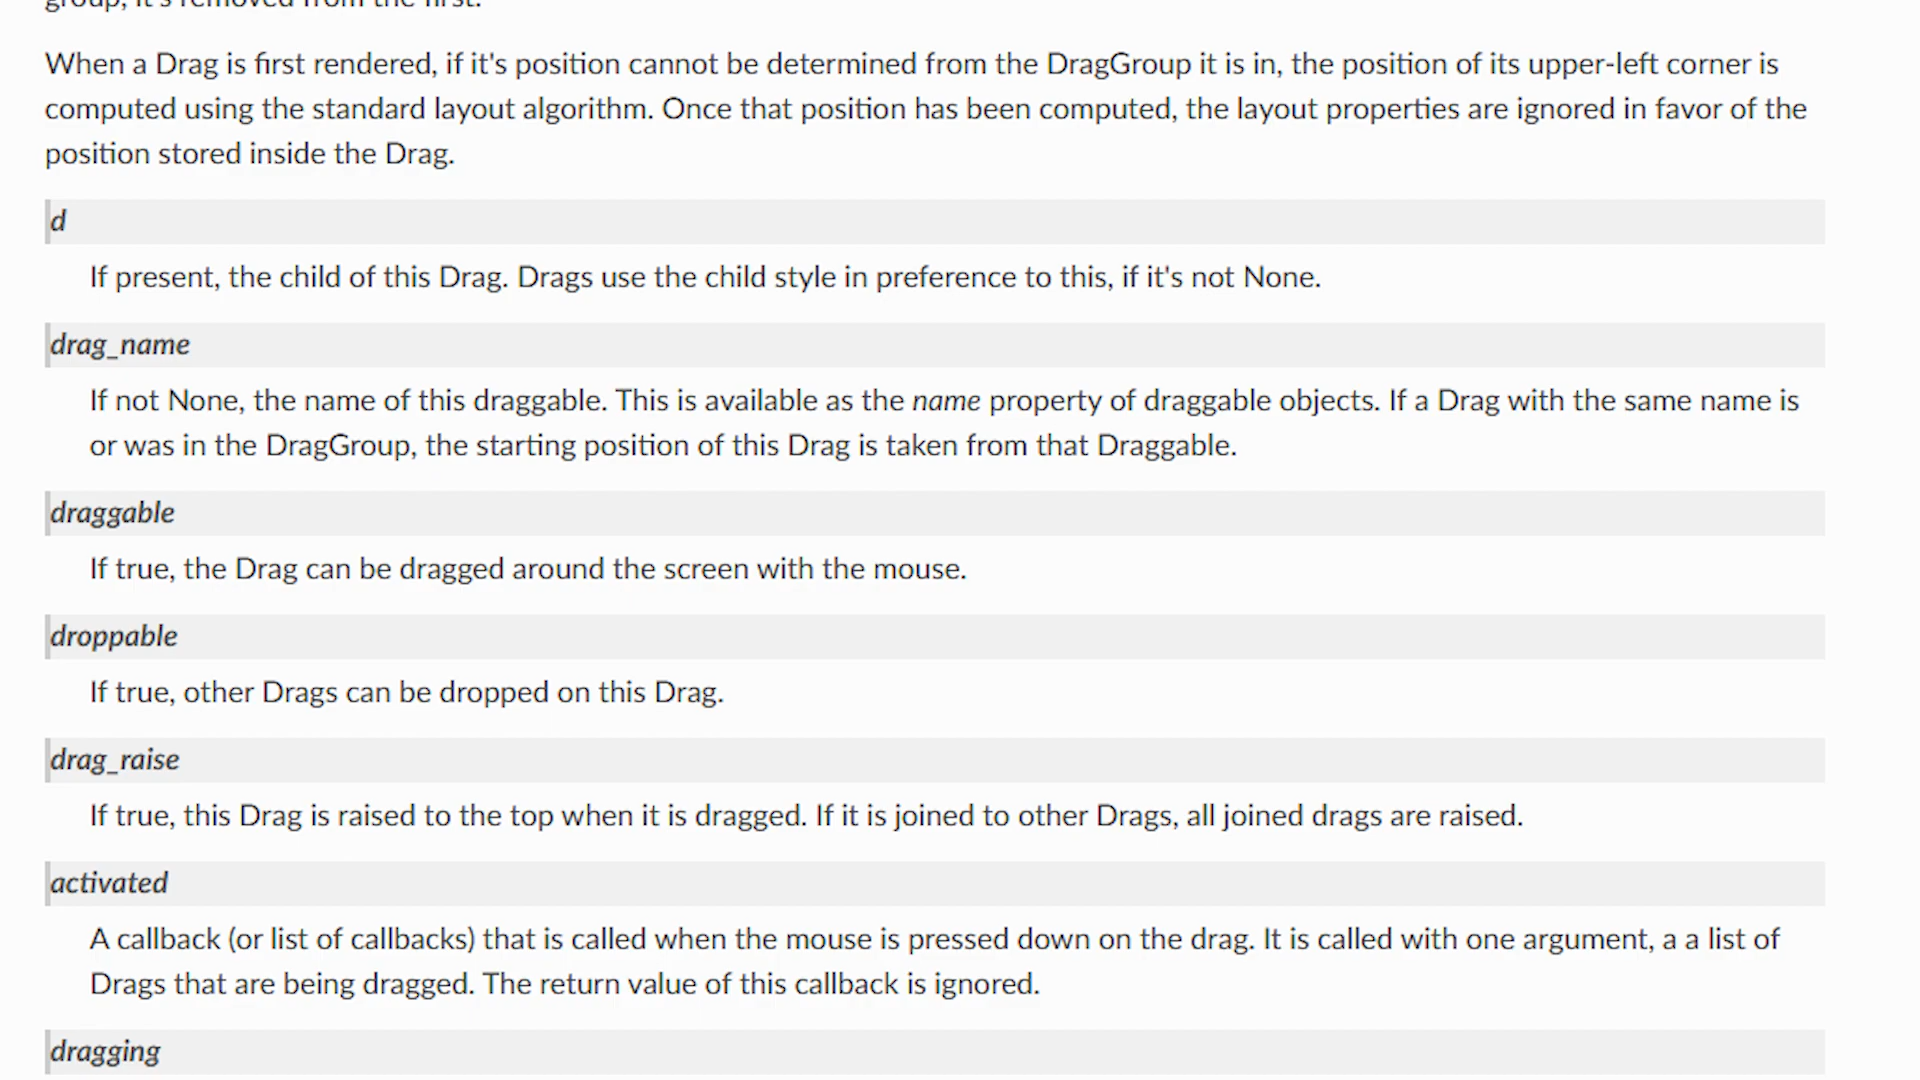 group, it's removed from the first.
When a Drag is first rendered, if it's position cannot be determined from the DragGroup it is in, the position of its upper-left corner is
computed using the standard layout algorithm. Once that position has been computed, the layout properties are ignored in favor of the
position stored inside the Drag.
d
If present, the child of this Drag. Drags use the child style in preference to this, if it's not None.
drag_name
If not None, the name of this draggable. This is available as the name property of draggable objects. If a Drag with the same name is
or was in the DragGroup, the starting position of this Drag is taken from that Draggable.
draggable
If true, the Drag can be dragged around the screen with the mouse.
droppable
If true, other Drags can be dropped on this Drag.
drag_raise
If true, this Drag is raised to the top when it is dragged. If it is joined to other Drags, all joined drags are raised.
activated
A callback (or list of callbacks) that is called when the mouse is pressed down on the drag. It is called with one argument, a a list of
Drags that are being dragged. The return value of this callback is ignored.
dragging